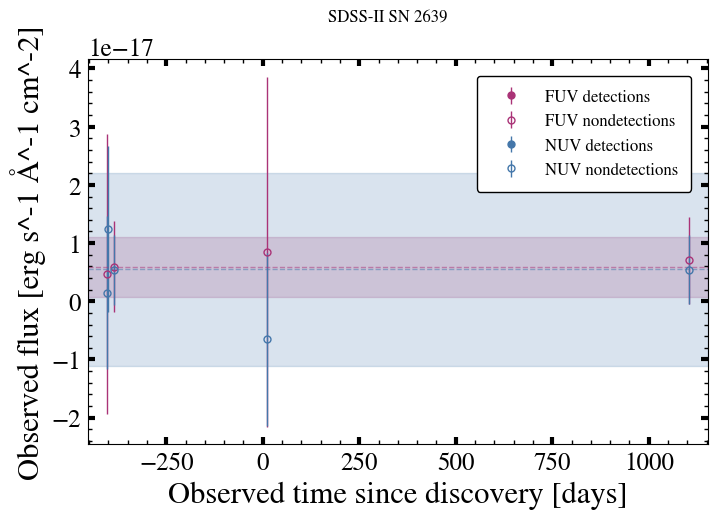 SDSS-II SN 2639
1e−17
Observed flux [erg s^-1 Å^-1 cm^-2]
4
3
2
1
0
−1
−2
FUV detections
FUV nondetections
NUV detections
NUV nondetections
−250 0 250 500 750 1000
Observed time since discovery [days]